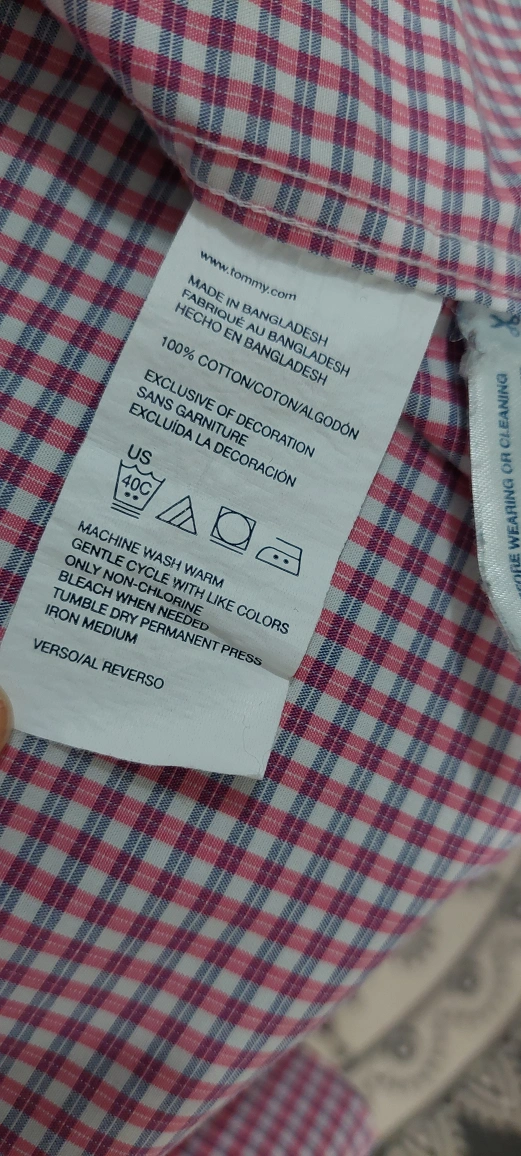 www.tommy.com
MADE IN BANGLADESH
FABRIQUÉ AU BANGLADESH
HECHO EN BANGLADESH
100% COTTON/COTON/ALGODÓN
EXCLUSIVE OF DECORATION
SANS GARNITURE
EXCLUÍDA LA DECORACIÓN
US
40C
MACHINE WASH WARM
GENTLE CYCLE WITH LIKE COLORS
ONLY NON-CHLORINE
BLEACH WHEN NEEDED
TUMBLE DRY PERMANENT PRESS
IRON MEDIUM
VERSO/AL REVERSO
WEARING OR CLEANING